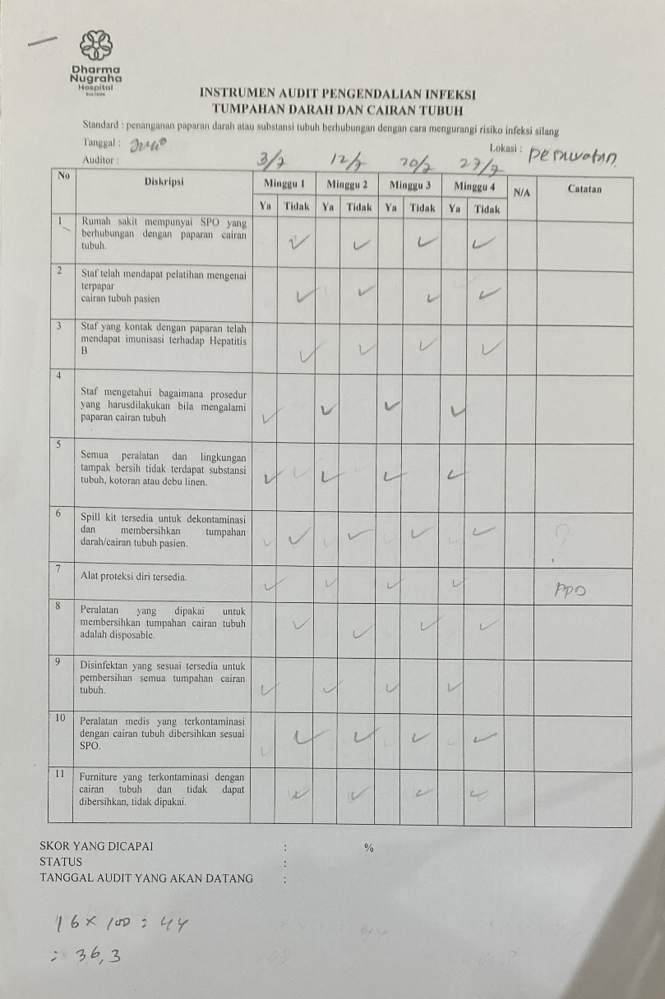 Dharma
Nugraha
Hospital
INSTRUMEN AUDIT PENGENDALIAN INFEKSI
TUMPAHAN DARAH DAN CAIRAN TUBUH
Standard : penanganan paparan darah atau substansi tubuh berhubungan dengan cara mengurangi risiko infeksi silang
Tanggal :
Lokasi : perawatan
Auditor :
3/7 12/7 20/7 27/7
No Diskripsi Minggu 1 Minggu 2 Minggu 3 Minggu 4 N/A Catatan
Ya Tidak Ya Tidak Ya Tidak Ya Tidak
1 Rumah sakit mempunyai SPO yang
berhubungan dengan paparan cairan
tubuh.
✓ ✓ ✓ ✓
2 Staf telah mendapat pelatihan mengenai
terpapar
cairan tubuh pasien
✓ ✓ ✓ ✓
3 Staf yang kontak dengan paparan telah
mendapat imunisasi terhadap Hepatitis
B
✓ ✓ ✓ ✓
4
Staf mengetahui bagaimana prosedur
yang harusdilakukan bila mengalami
paparan cairan tubuh
✓ ✓ ✓ ✓
5
Semua peralatan dan lingkungan
tampak bersih tidak terdapat substansi
tubuh, kotoran atau debu linen.
✓ ✓ ✓ ✓
6 Spill kit tersedia untuk dekontaminasi
dan membersihkan tumpahan
darah/cairan tubuh pasien.
✓ ✓ ✓ ✓ ?
7 Alat proteksi diri tersedia.
✓ ✓ ✓ ✓ APD
8 Peralatan yang dipakai untuk
membersihkan tumpahan cairan tubuh
adalah disposable.
✓ ✓ ✓ ✓
9 Disinfektan yang sesuai tersedia untuk
pembersihan semua tumpahan cairan
tubuh.
✓ ✓ ✓ ✓
10 Peralatan medis yang terkontaminasi
dengan cairan tubuh dibersihkan sesuai
SPO.
✓ ✓ ✓ ✓
11 Furniture yang terkontaminasi dengan
cairan tubuh dan tidak dapat
dibersihkan, tidak dipakai.
✓ ✓ ✓ ✓
SKOR YANG DICAPAI : %
STATUS :
TANGGAL AUDIT YANG AKAN DATANG :
16 x 100 : 44
: 36,3